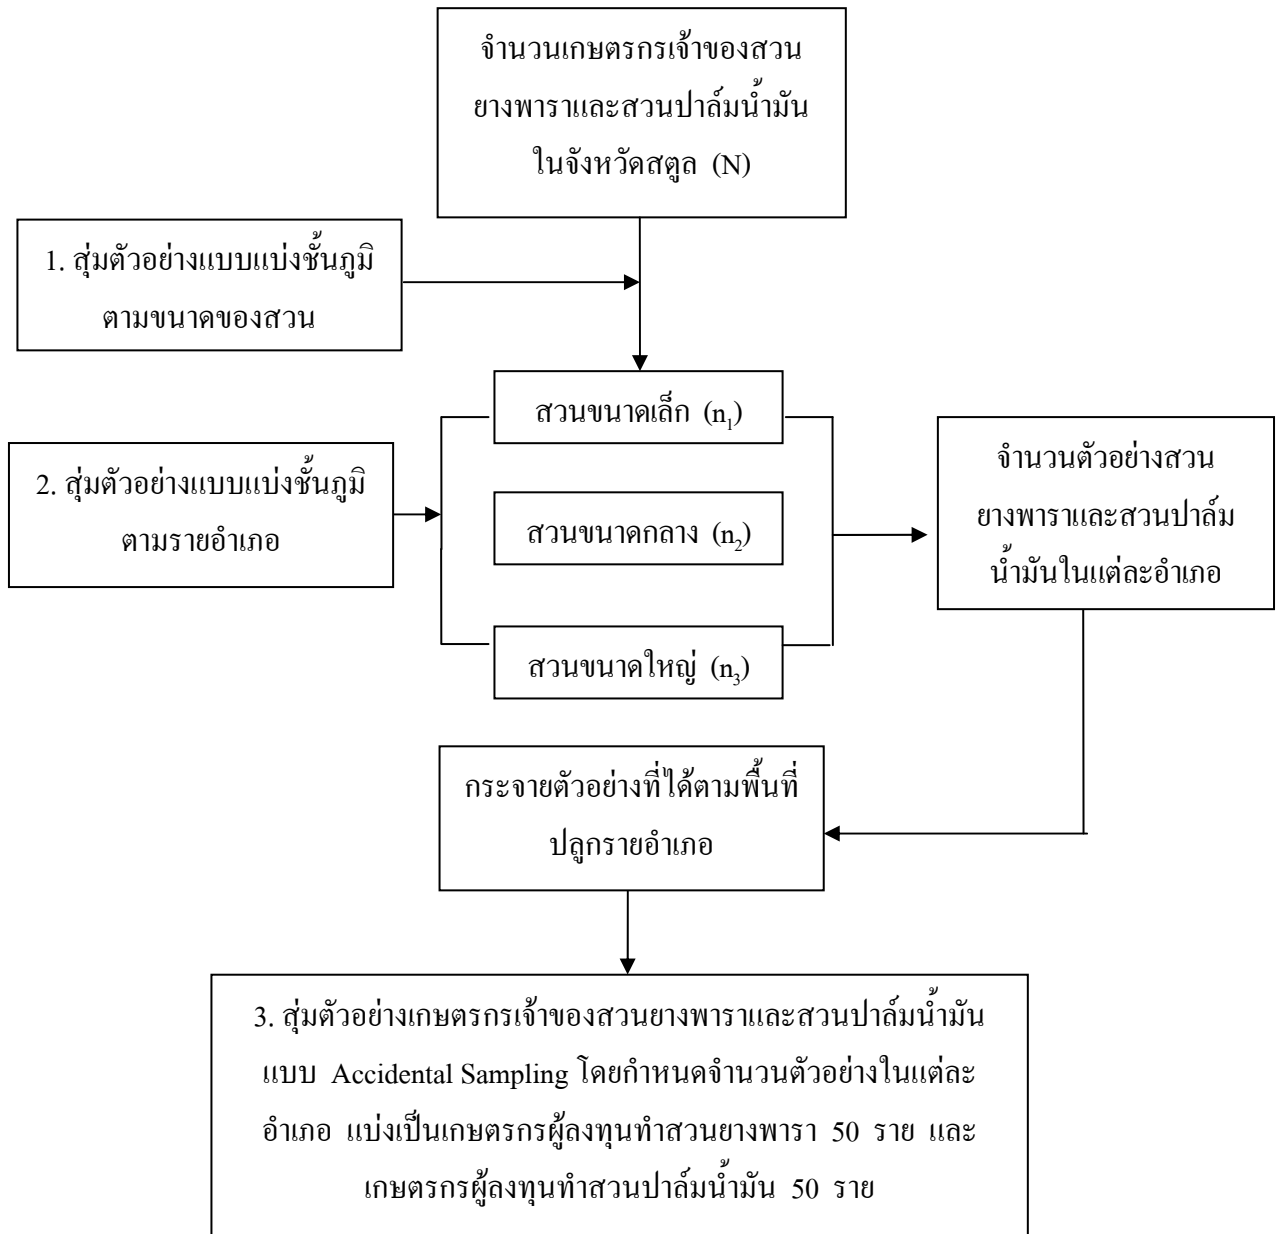 จำนวนเกษตรกรเจ้าของสวน
ยางพาราและสวนปาล์มน้ำมัน
ในจังหวัดสตูล (N)
1. สุ่มตัวอย่างแบบแบ่งชั้นภูมิ
ตามขนาดของสวน
สวนขนาดเล็ก (n₁)
2. สุ่มตัวอย่างแบบแบ่งชั้นภูมิ
ตามรายอำเภอ
สวนขนาดกลาง (n₂)
สวนขนาดใหญ่ (n₃)
จำนวนตัวอย่างสวน
ยางพาราและสวนปาล์ม
น้ำมันในแต่ละอำเภอ
กระจายตัวอย่างที่ได้ตามพื้นที่
ปลูกรายอำเภอ
3. สุ่มตัวอย่างเกษตรกรเจ้าของสวนยางพาราและสวนปาล์มน้ำมัน
แบบ Accidental Sampling โดยกำหนดจำนวนตัวอย่างในแต่ละ
อำเภอ แบ่งเป็นเกษตรกรผู้ลงทุนทำสวนยางพารา 50 ราย และ
เกษตรกรผู้ลงทุนทำสวนปาล์มน้ำมัน 50 ราย